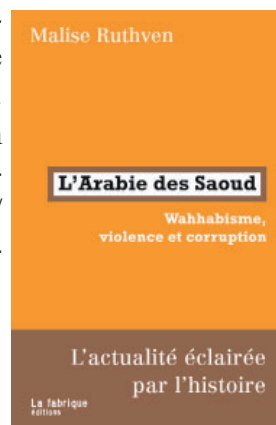 Malise Ruthven
L'Arabie des Saoud
Wahhabisme,
violence et corruption
L'actualité éclairée
par l'histoire
La fabrique
éditions